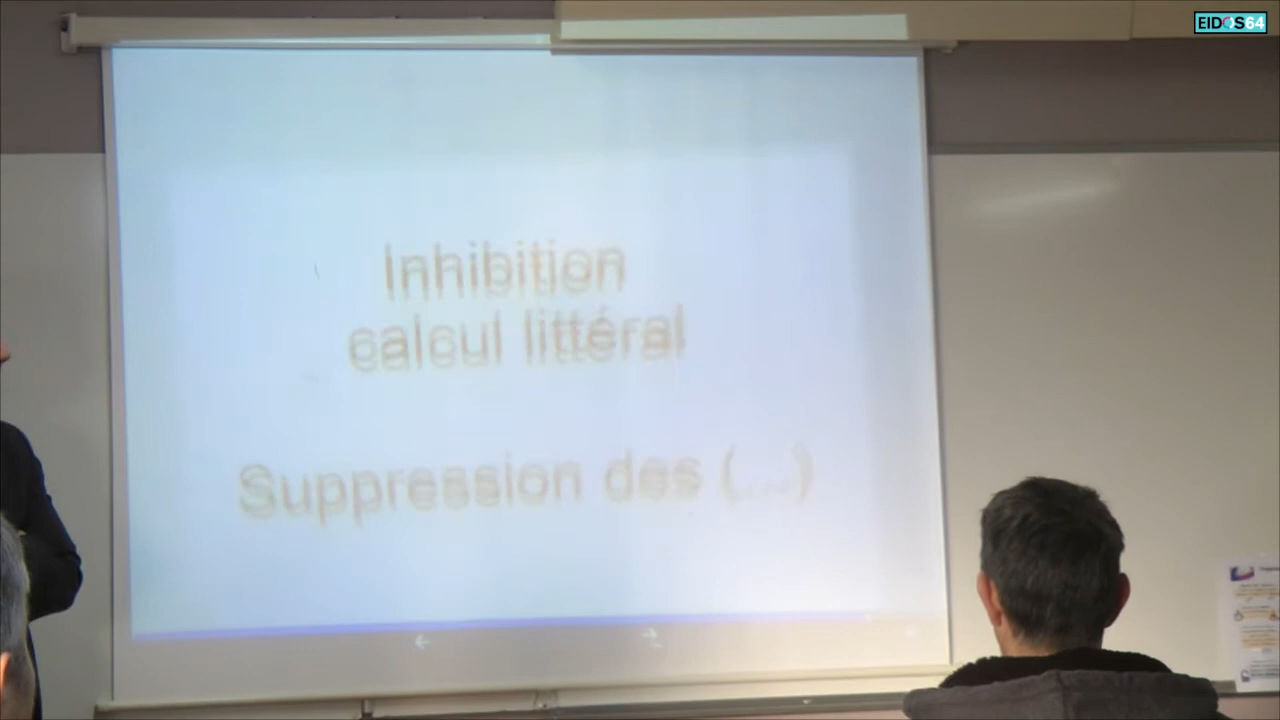 EIDOS64
Inhibition
calcul littéral
Suppression des (...)